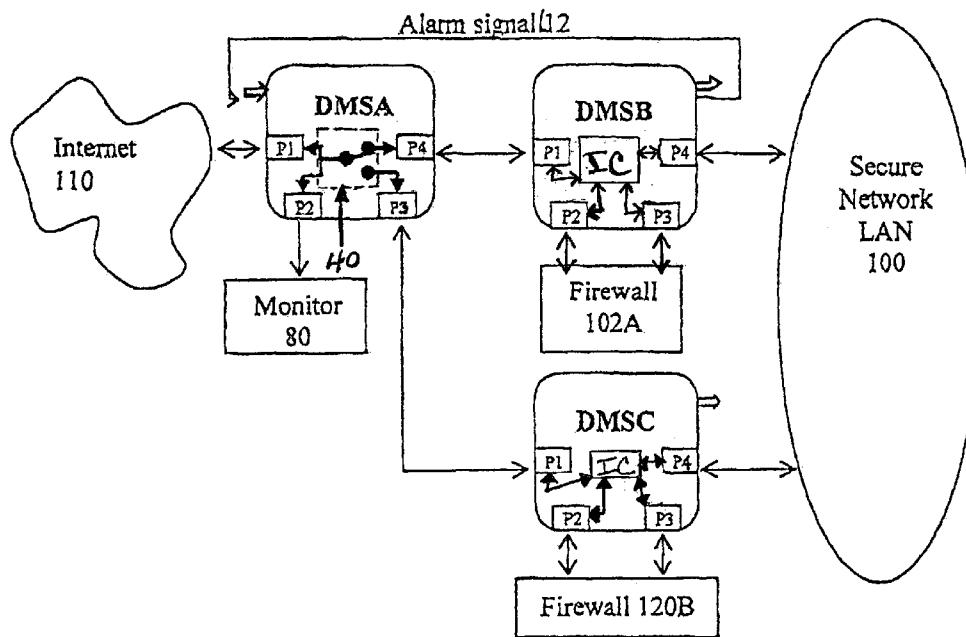 Alarm signal 112
DMSA
P1
P4
P2
P3
40
Internet
110
Monitor
80
DMSB
P1
IC
P4
P2
P3
Firewall
102A
Secure
Network
LAN
100
DMSC
P1
IC
P4
P2
P3
Firewall 120B